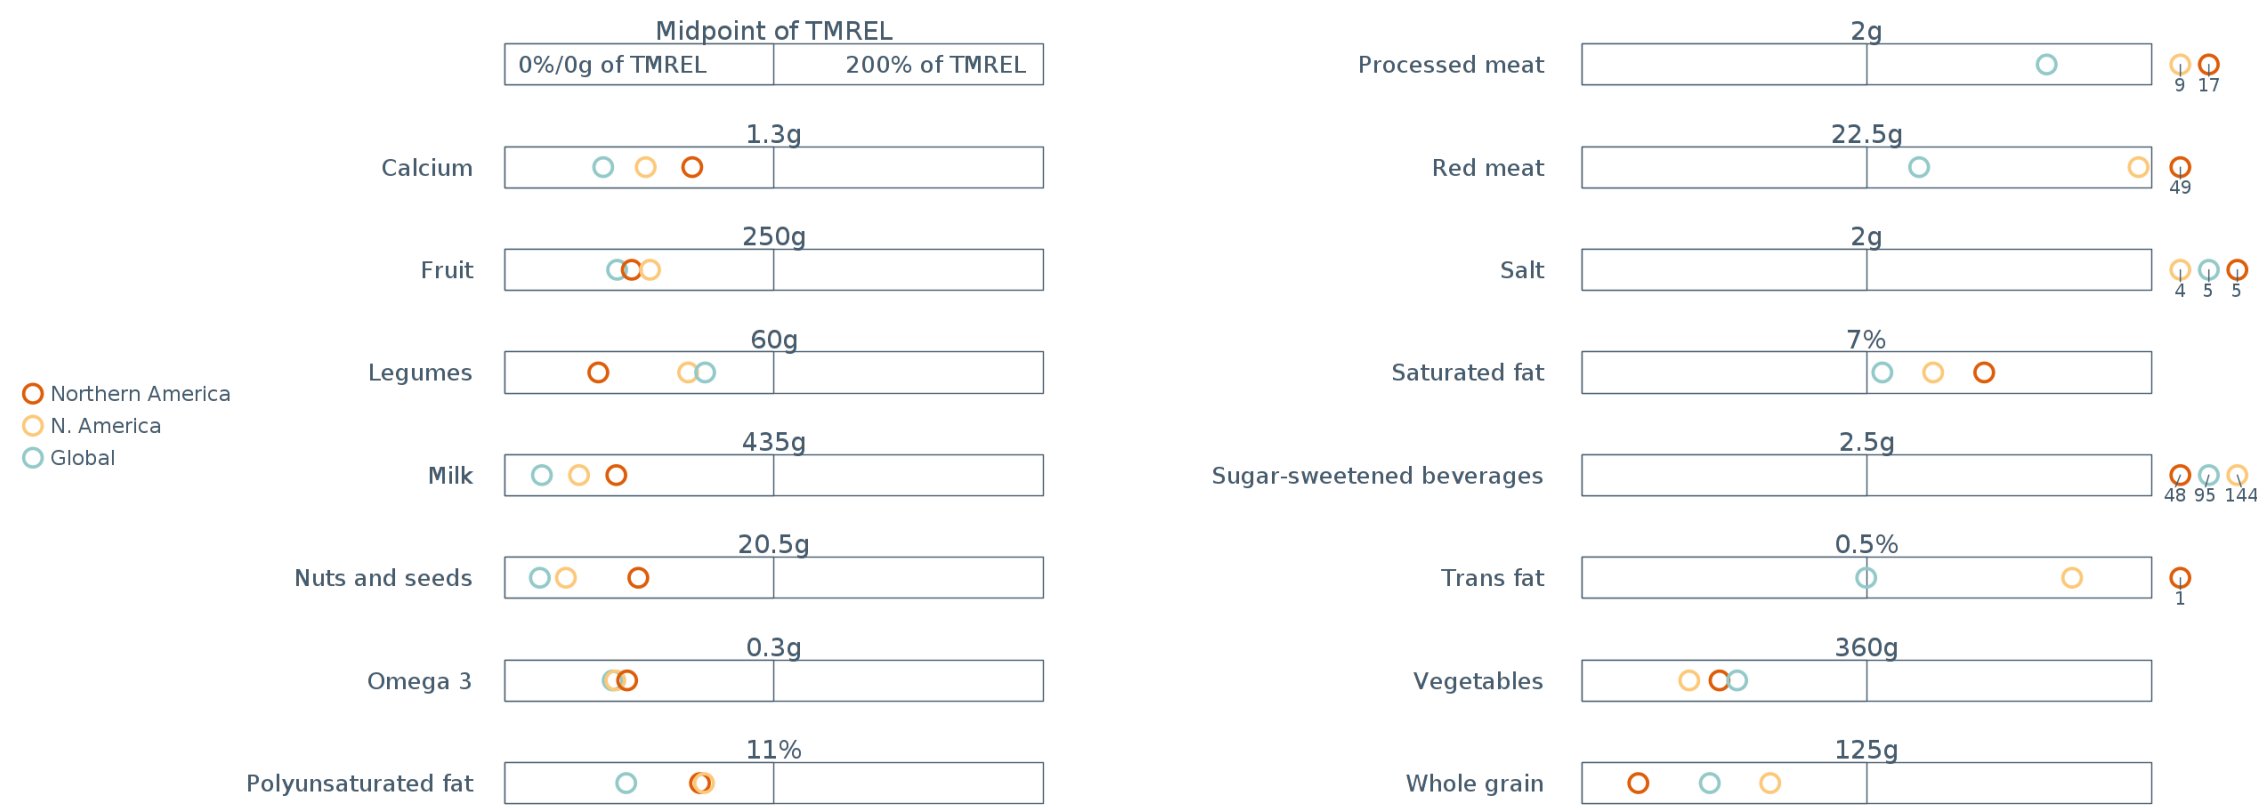 Midpoint of TMREL
0%/0g of TMREL 200% of TMREL
1.3g
Calcium
250g
Fruit
60g
Legumes
435g
Milk
20.5g
Nuts and seeds
0.3g
Omega 3
11%
Polyunsaturated fat
Northern America
N. America
Global
2g
Processed meat
9 17
22.5g
Red meat
49
2g
Salt
4 5 5
7%
Saturated fat
2.5g
Sugar-sweetened beverages
48 95 144
0.5%
Trans fat
1
360g
Vegetables
125g
Whole grain